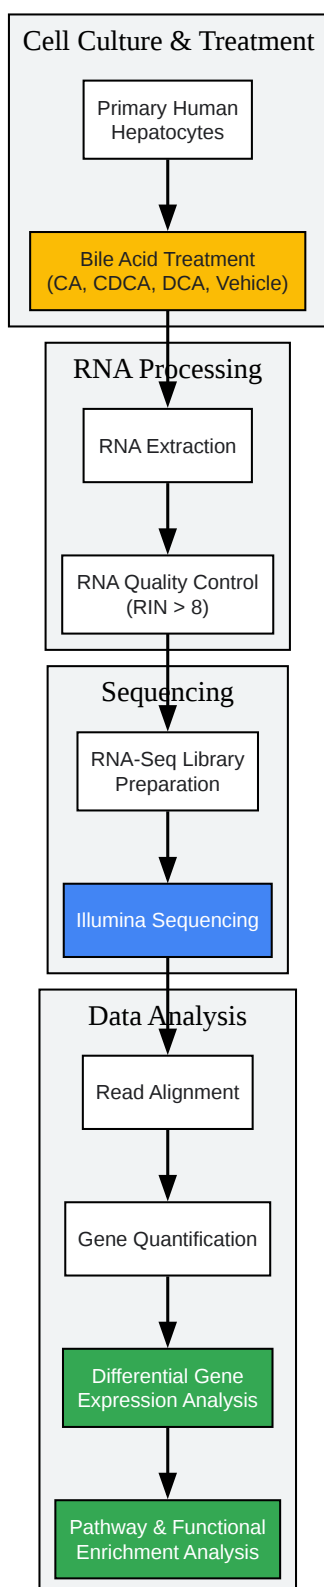 Cell Culture & Treatment
Primary Human
Hepatocytes
Bile Acid Treatment
(CA, CDCA, DCA, Vehicle)
RNA Processing
RNA Extraction
RNA Quality Control
(RIN > 8)
Sequencing
RNA-Seq Library
Preparation
Illumina Sequencing
Data Analysis
Read Alignment
Gene Quantification
Differential Gene
Expression Analysis
Pathway & Functional
Enrichment Analysis